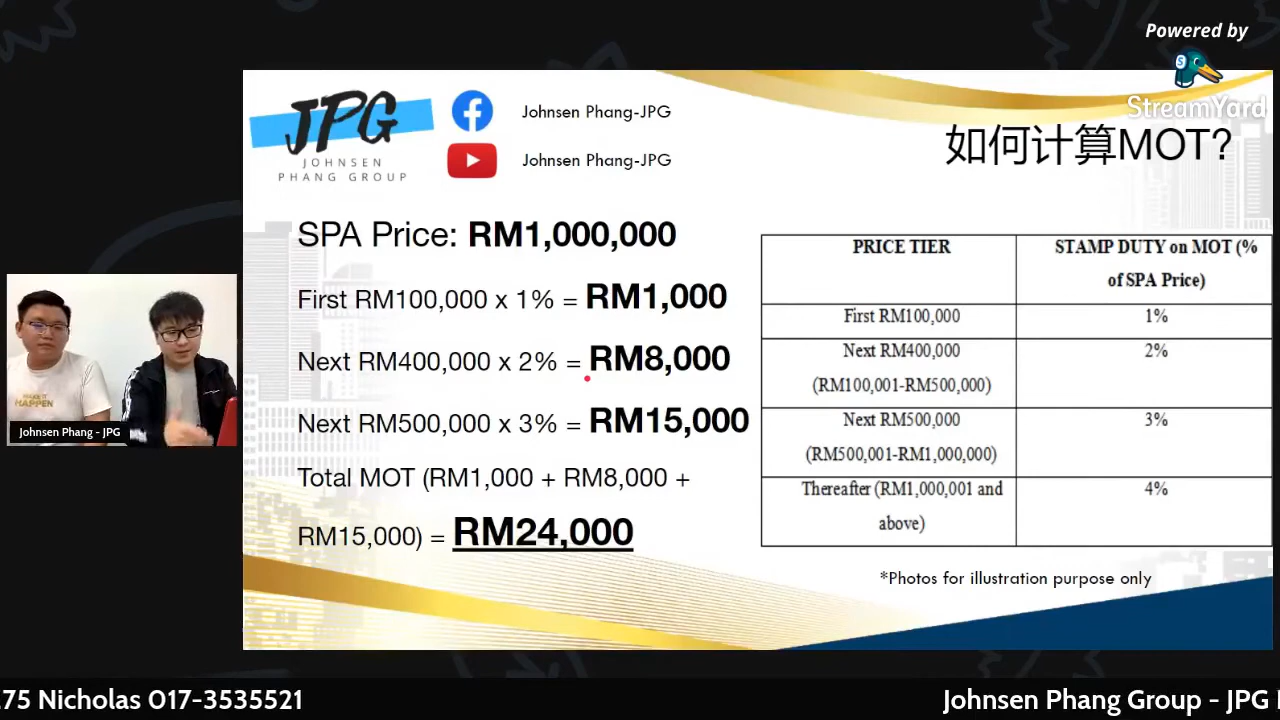 Powered by
StreamYard
JPG
JOHNSEN
PHANG GROUP
Johnsen Phang-JPG
Johnsen Phang-JPG
如何计算MOT?
SPA Price: RM1,000,000
First RM100,000 x 1% = RM1,000
Next RM400,000 x 2% = RM8,000
Next RM500,000 x 3% = RM15,000
Total MOT (RM1,000 + RM8,000 +
RM15,000) = RM24,000
PRICE TIER
STAMP DUTY on MOT (%
of SPA Price)
First RM100,000
1%
Next RM400,000
(RM100,001-RM500,000)
2%
Next RM500,000
(RM500,001-RM1,000,000)
3%
Thereafter (RM1,000,001 and
above)
4%
*Photos for illustration purpose only
HAPPEN
Johnsen Phang - JPG
75 Nicholas 017-3535521
Johnsen Phang Group - JPG